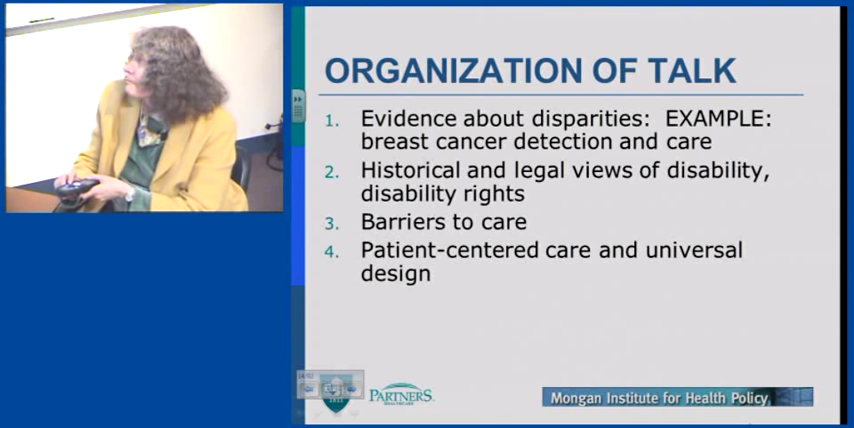 ORGANIZATION OF TALK
1. Evidence about disparities: EXAMPLE:
breast cancer detection and care
2. Historical and legal views of disability,
disability rights
3. Barriers to care
4. Patient-centered care and universal
design
PARTNERS
Mongan Institute for Health Policy